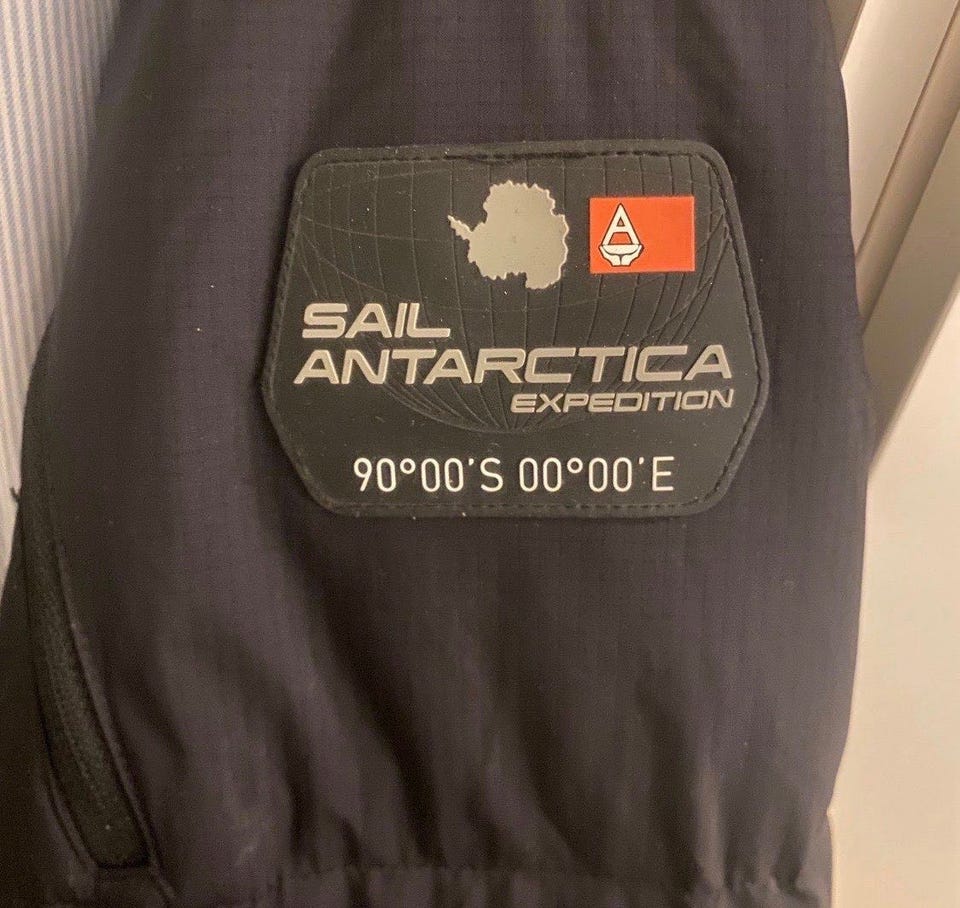 A
SAIL
ANTARCTICA
EXPEDITION
90°00'S 00°00'E